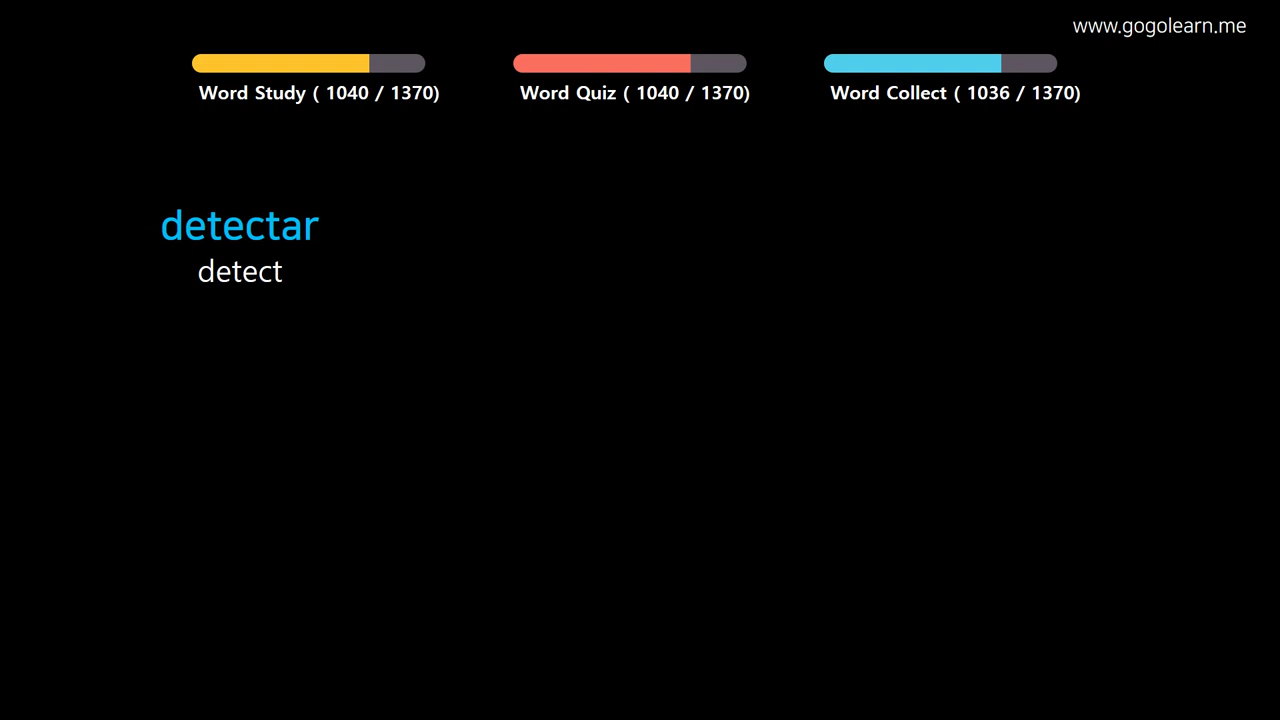 www.gogolearn.me
Word Study ( 1040 / 1370)
Word Quiz ( 1040 / 1370)
Word Collect ( 1036 / 1370)
detectar
detect